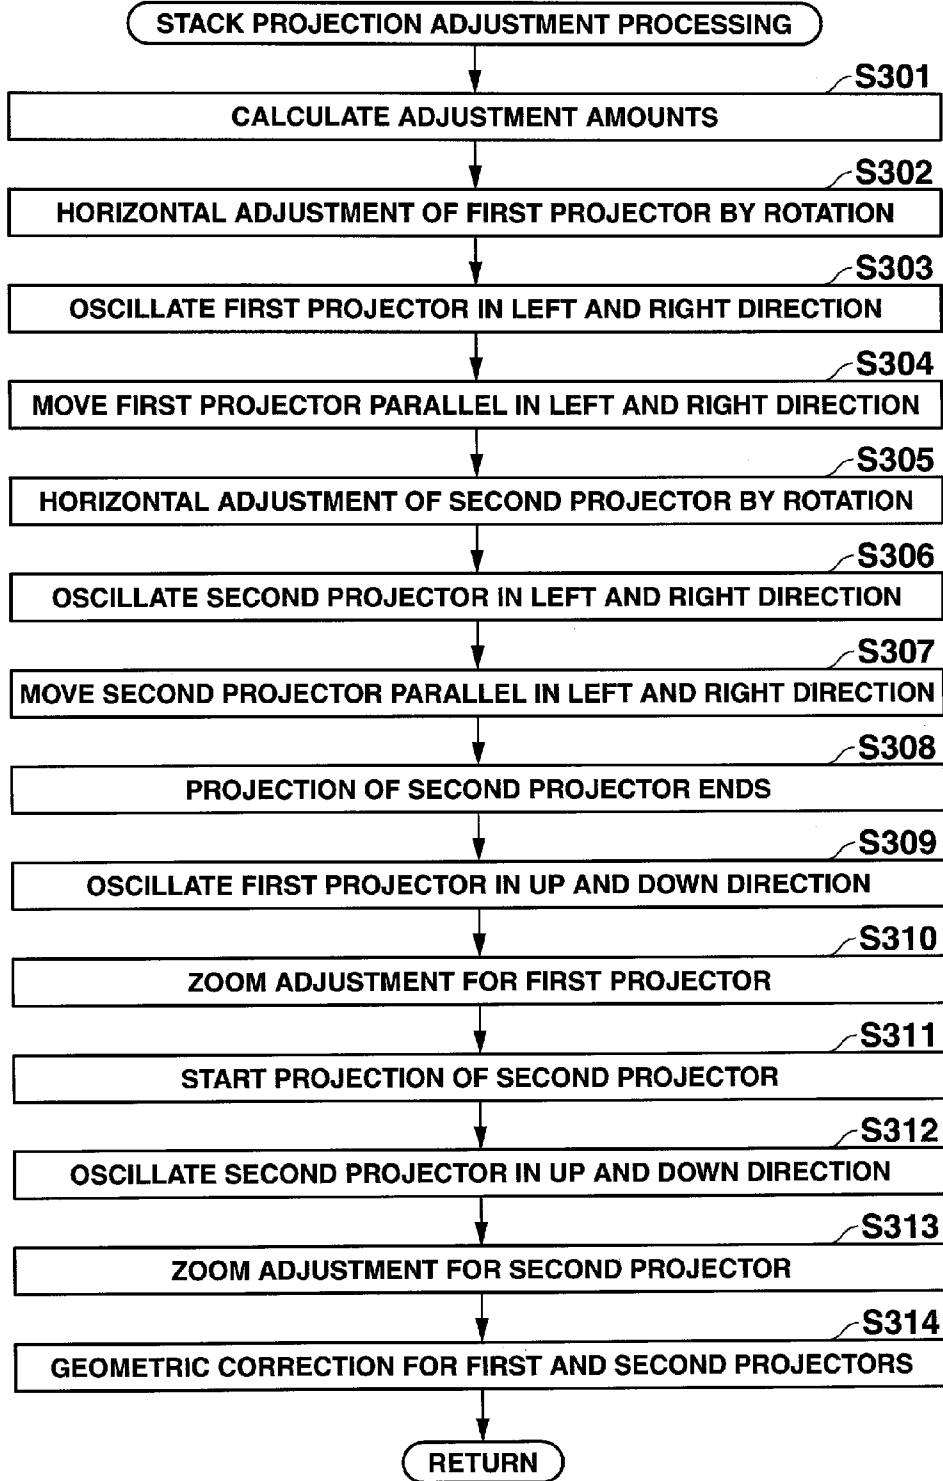 STACK PROJECTION ADJUSTMENT PROCESSING
S301
CALCULATE ADJUSTMENT AMOUNTS
S302
HORIZONTAL ADJUSTMENT OF FIRST PROJECTOR BY ROTATION
S303
OSCILLATE FIRST PROJECTOR IN LEFT AND RIGHT DIRECTION
S304
MOVE FIRST PROJECTOR PARALLEL IN LEFT AND RIGHT DIRECTION
S305
HORIZONTAL ADJUSTMENT OF SECOND PROJECTOR BY ROTATION
S306
OSCILLATE SECOND PROJECTOR IN LEFT AND RIGHT DIRECTION
S307
MOVE SECOND PROJECTOR PARALLEL IN LEFT AND RIGHT DIRECTION
S308
PROJECTION OF SECOND PROJECTOR ENDS
S309
OSCILLATE FIRST PROJECTOR IN UP AND DOWN DIRECTION
S310
ZOOM ADJUSTMENT FOR FIRST PROJECTOR
S311
START PROJECTION OF SECOND PROJECTOR
S312
OSCILLATE SECOND PROJECTOR IN UP AND DOWN DIRECTION
S313
ZOOM ADJUSTMENT FOR SECOND PROJECTOR
S314
GEOMETRIC CORRECTION FOR FIRST AND SECOND PROJECTORS
RETURN